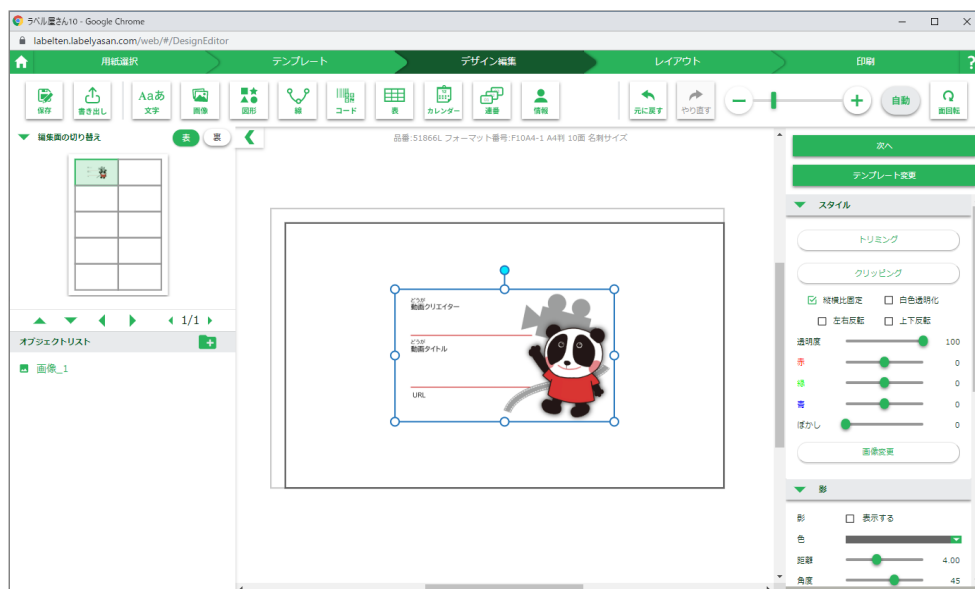 ラベル屋さん10 - Google Chrome
labelten.labelyasan.com/web/#/DesignEditor
用紙選択 テンプレート デザイン編集 レイアウト 印刷 ?
Aaあ
保存 書き出し 文字 画像 図形 線 コード 表 カレンダー 連番 情報 元に戻す やり直す 自動 面回転
編集面の切り替え 表 裏
品番:51866L フォーマット番号:F10A4-1 A4判 10面 名刺サイズ
1/1
オブジェクトリスト
画像_1
どうが
動画クリエイター
どうが
動画タイトル
URL
次へ
テンプレート変更
スタイル
トリミング
クリッピング
縦横比固定 白色透明化
左右反転 上下反転
透明度 100
赤 0
緑 0
青 0
ぼかし 0
画像変更
影
影 表示する
色
距離 4.00
角度 45